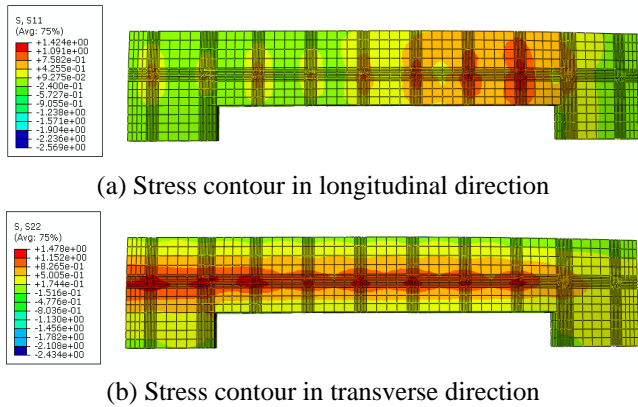 S, S11
(Avg: 75%)
+1.424e+00
+1.091e+00
+7.582e-01
+4.255e-01
+9.275e-02
-2.400e-01
-5.727e-01
-9.055e-01
-1.238e+00
-1.571e+00
-1.904e+00
-2.236e+00
-2.569e+00
(a) Stress contour in longitudinal direction
S, S22
(Avg: 75%)
+1.478e+00
+1.152e+00
+8.265e-01
+5.005e-01
+1.744e-01
-1.516e-01
-4.776e-01
-8.036e-01
-1.130e+00
-1.456e+00
-1.782e+00
-2.108e+00
-2.434e+00
(b) Stress contour in transverse direction